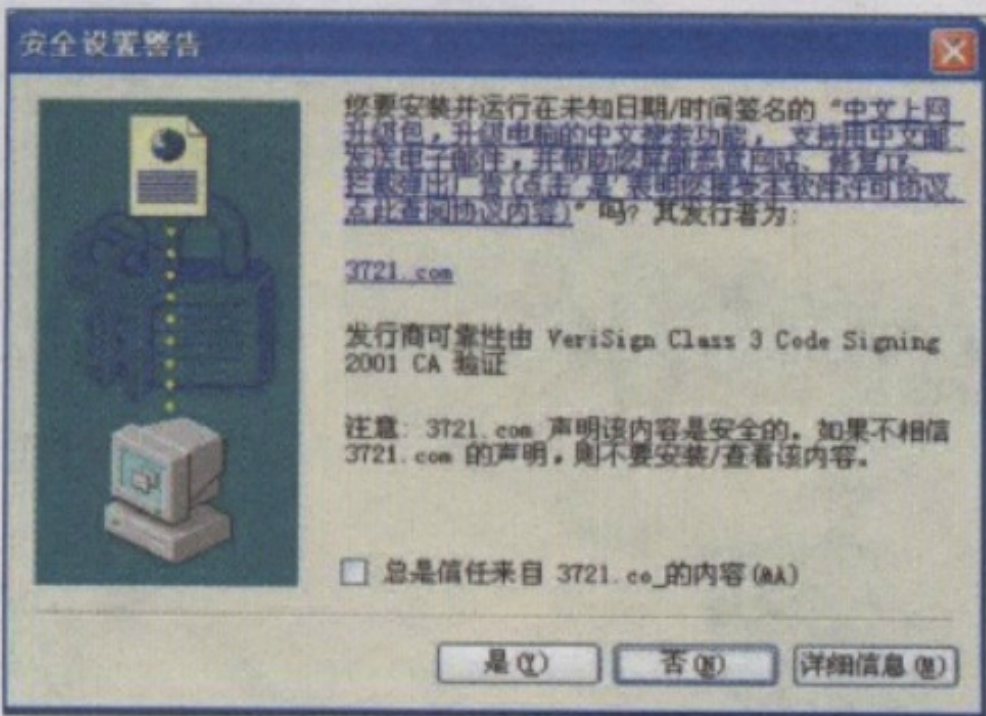 安全设置警告
您要安装并运行在未知日期/时间签名的“中文上网
升级包，升级电脑的中文搜索功能， 支持用中文邮
发送电子邮件，并帮助您屏蔽恶意网站、修复IE、
拦截弹出广告(点击‘是’表明您接受本软件许可协议，
点此查阅协议内容)”吗？其发行者为：
3721.com
发行商可靠性由 VeriSign Class 3 Code Signing
2001 CA 验证
注意: 3721.com 声明该内容是安全的。如果不相信
3721.com 的声明，则不要安装/查看该内容。
总是信任来自 3721.co_的内容(&A)
是(Y)
否(N)
详细信息(M)